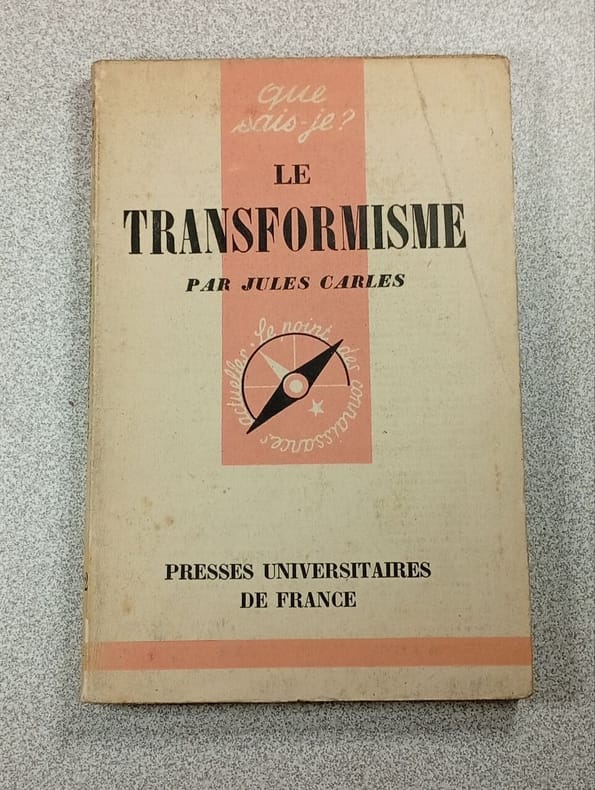 que
sais-je?
LE
TRANSFORMISME
PAR JULES CARLES
Le point des connaissances actuelles
PRESSES UNIVERSITAIRES
DE FRANCE